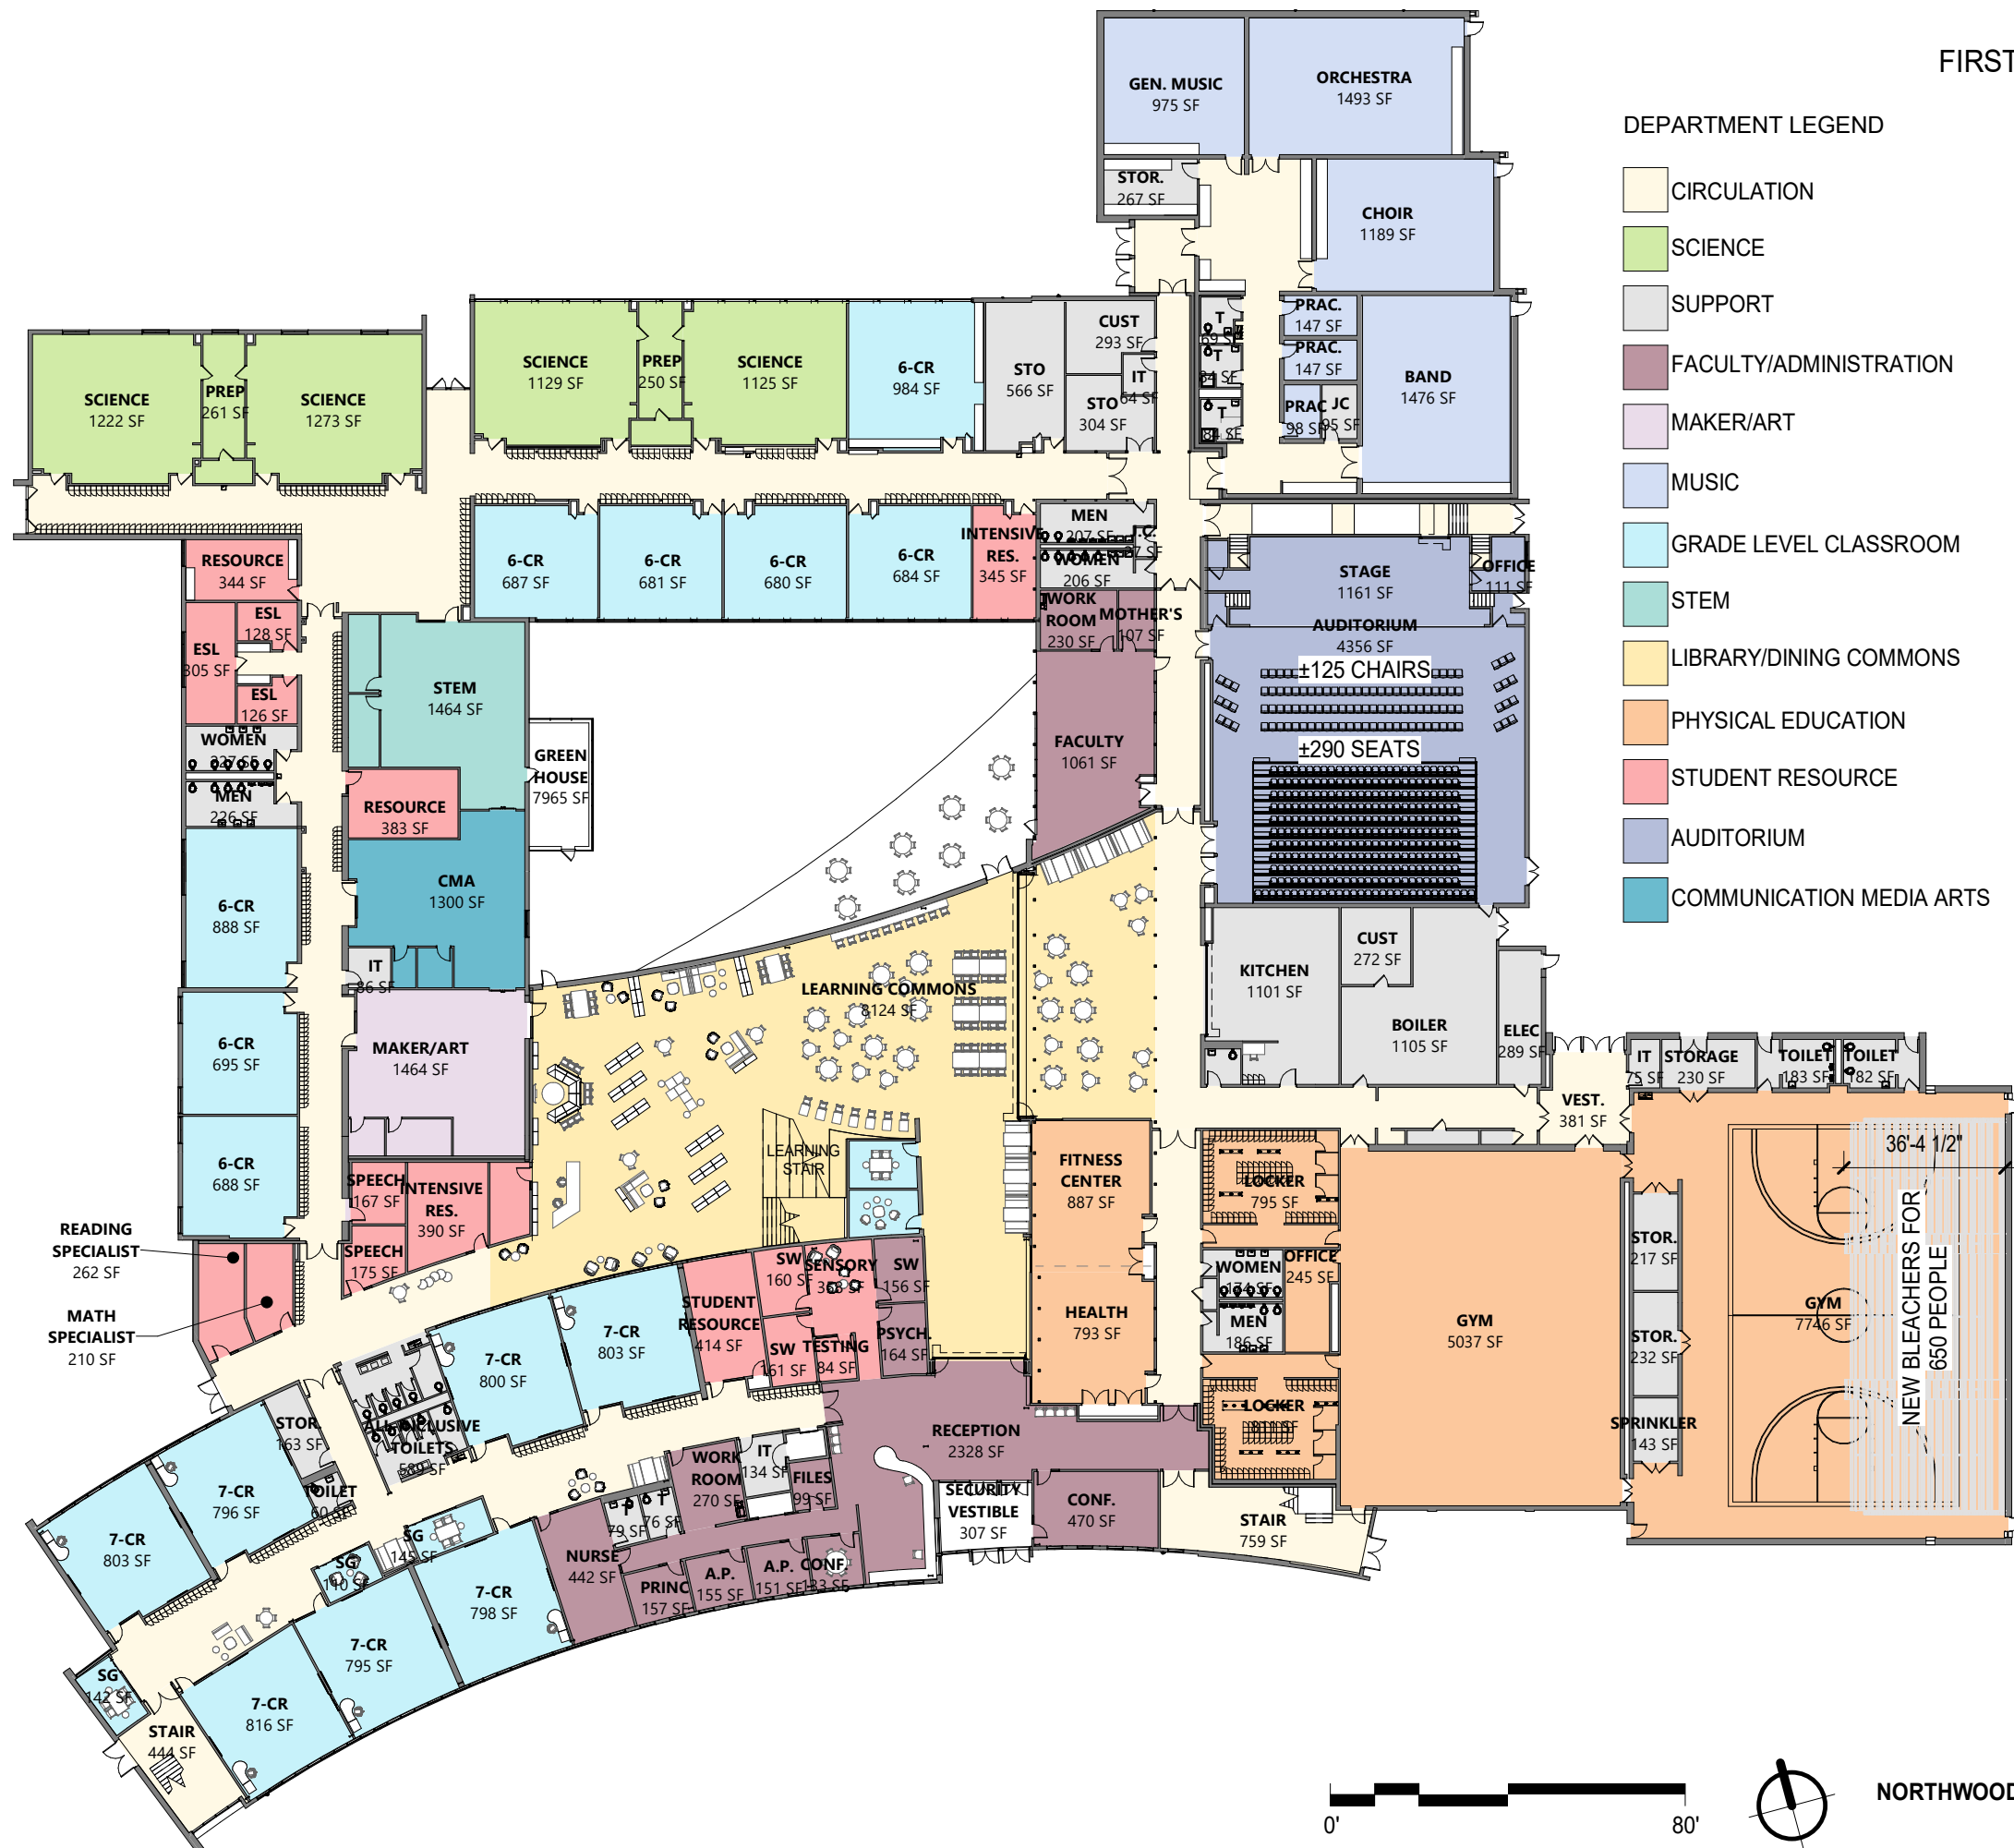 FIRST
DEPARTMENT LEGEND
CIRCULATION
SCIENCE
SUPPORT
FACULTY/ADMINISTRATION
MAKER/ART
MUSIC
GRADE LEVEL CLASSROOM
STEM
LIBRARY/DINING COMMONS
PHYSICAL EDUCATION
STUDENT RESOURCE
AUDITORIUM
COMMUNICATION MEDIA ARTS
GEN. MUSIC
975 SF
ORCHESTRA
1493 SF
STOR.
267 SF
CHOIR
1189 SF
PRAC.
147 SF
PRAC.
147 SF
PRAC
98 SF
JC
95 SF
BAND
1476 SF
T
69 SF
T
84 SF
T
84 SF
SCIENCE
1222 SF
PREP
261 SF
SCIENCE
1273 SF
SCIENCE
1129 SF
PREP
250 SF
SCIENCE
1125 SF
6-CR
984 SF
STO
566 SF
CUST
293 SF
IT
64 SF
STO
304 SF
6-CR
687 SF
6-CR
681 SF
6-CR
680 SF
6-CR
684 SF
INTENSIVE
RES.
345 SF
MEN
207 SF
J.C.
WOMEN
206 SF
WORK
ROOM
230 SF
MOTHER'S
107 SF
FACULTY
1061 SF
STAGE
1161 SF
OFFICE
111 SF
AUDITORIUM
4356 SF
±125 CHAIRS
±290 SEATS
RESOURCE
344 SF
ESL
128 SF
ESL
305 SF
ESL
126 SF
WOMEN
227 SF
MEN
226 SF
STEM
1464 SF
GREEN
HOUSE
7965 SF
RESOURCE
383 SF
CMA
1300 SF
IT
86 SF
6-CR
888 SF
6-CR
695 SF
6-CR
688 SF
MAKER/ART
1464 SF
SPEECH
167 SF
INTENSIVE
RES.
390 SF
SPEECH
175 SF
READING
SPECIALIST
262 SF
MATH
SPECIALIST
210 SF
LEARNING COMMONS
8124 SF
LEARNING
STAIR
KITCHEN
1101 SF
CUST
272 SF
BOILER
1105 SF
ELEC
289 SF
VEST.
381 SF
IT
75 SF
STORAGE
230 SF
TOILET
183 SF
TOILET
182 SF
FITNESS
CENTER
887 SF
HEALTH
793 SF
LOCKER
795 SF
WOMEN
174 SF
OFFICE
245 SF
MEN
186 SF
LOCKER
GYM
5037 SF
STOR.
217 SF
STOR.
232 SF
SPRINKLER
143 SF
GYM
7746 SF
36'-4 1/2"
NEW BLEACHERS FOR
650 PEOPLE
STUDENT
RESOURCE
414 SF
SW
160 SF
SENSORY
353 SF
SW
156 SF
SW
161 SF
TESTING
84 SF
PSYCH.
164 SF
7-CR
803 SF
7-CR
800 SF
STOR.
163 SF
ALL INCLUSIVE
TOILETS
589 SF
TOILET
60 SF
7-CR
796 SF
7-CR
803 SF
SG
145 SF
SG
110 SF
SG
142 SF
STAIR
444 SF
7-CR
816 SF
7-CR
795 SF
7-CR
798 SF
NURSE
442 SF
T
79 SF
T
76 SF
WORK
ROOM
270 SF
IT
134 SF
FILES
99 SF
PRINC
157 SF
A.P.
155 SF
A.P.
151 SF
CONF.
133 SF
RECEPTION
2328 SF
SECURITY
VESTIBLE
307 SF
CONF.
470 SF
STAIR
759 SF
0'
80'
NORTHWOOD